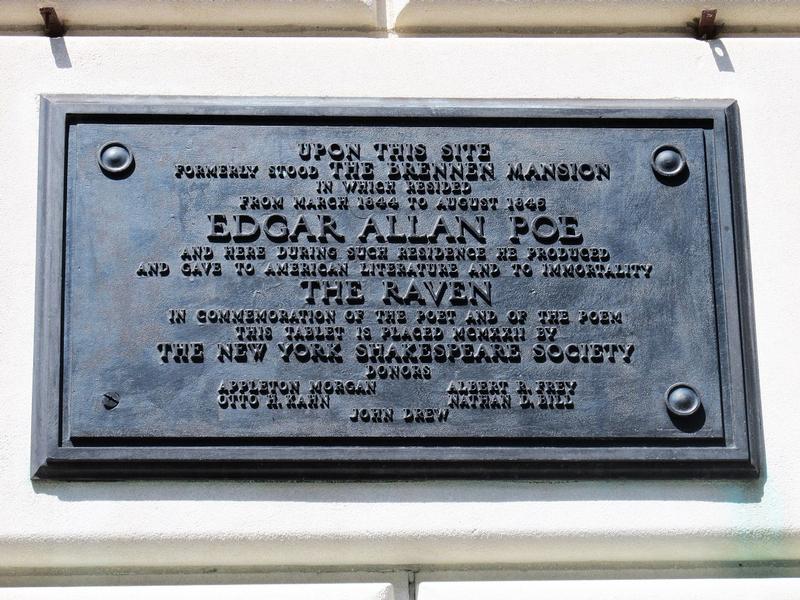 UPON THIS SITE
FORMERLY STOOD THE BRENNEN MANSION
IN WHICH RESIDED
FROM MARCH 1844 TO AUGUST 1845
EDGAR ALLAN POE
AND HERE DURING SUCH RESIDENCE HE PRODUCED
AND GAVE TO AMERICAN LITERATURE AND TO IMMORTALITY
THE RAVEN
IN COMMEMORATION OF THE POET AND OF THE POEM
THIS TABLET IS PLACED MCMXXII BY
THE NEW YORK SHAKESPEARE SOCIETY
DONORS
APPLETON MORGAN ALBERT R. FREY
OTTO H. KAHN NATHAN D. BILL
JOHN DREW